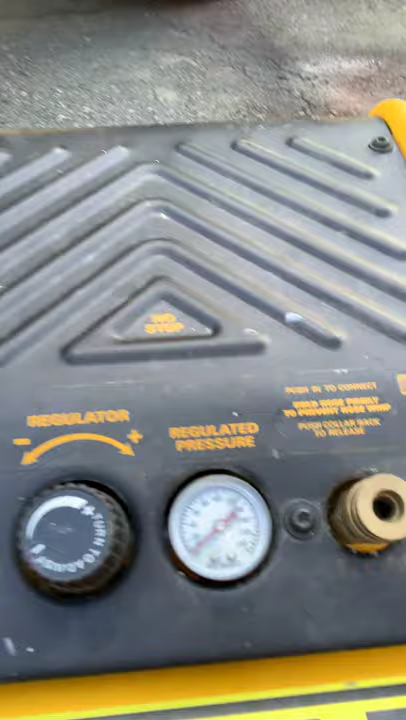 NO
STEP
REGULATOR
- +
REGULATED
PRESSURE
PUSH IN TO CONNECT
HOLD HOSE FIRMLY
TO PREVENT HOSE WHIP
PUSH COLLAR BACK
TO RELEASE
TURN TO ADJUST